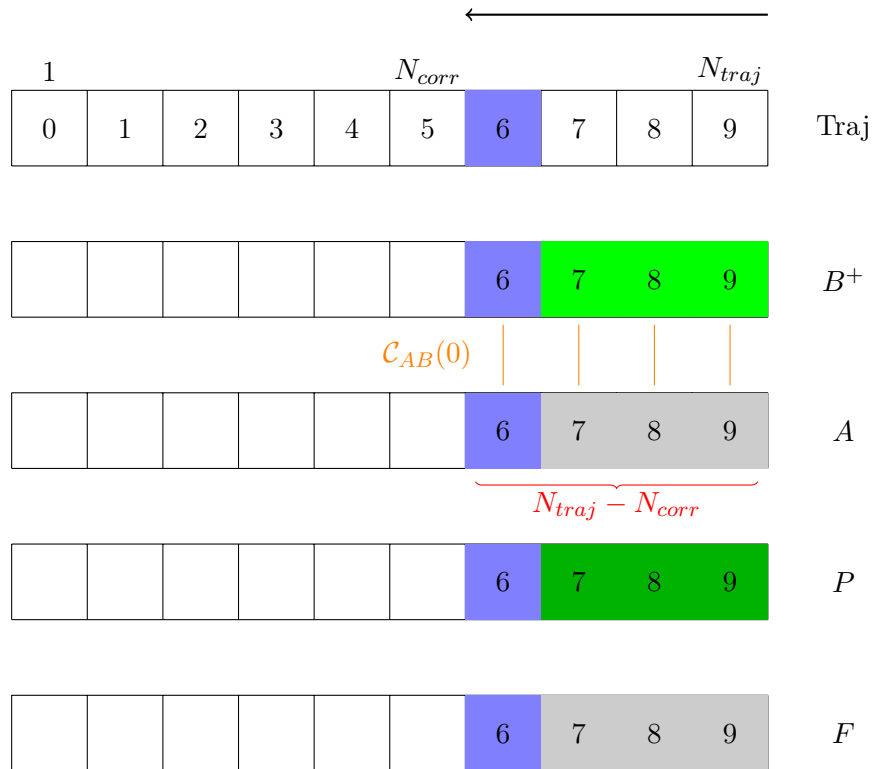 1 N_{corr} N_{traj}
0 1 2 3 4 5 6 7 8 9 Traj
6 7 8 9 B^+
\mathcal{C}_{AB}(0)
6 7 8 9 A
N_{traj} − N_{corr}
6 7 8 9 P
6 7 8 9 F